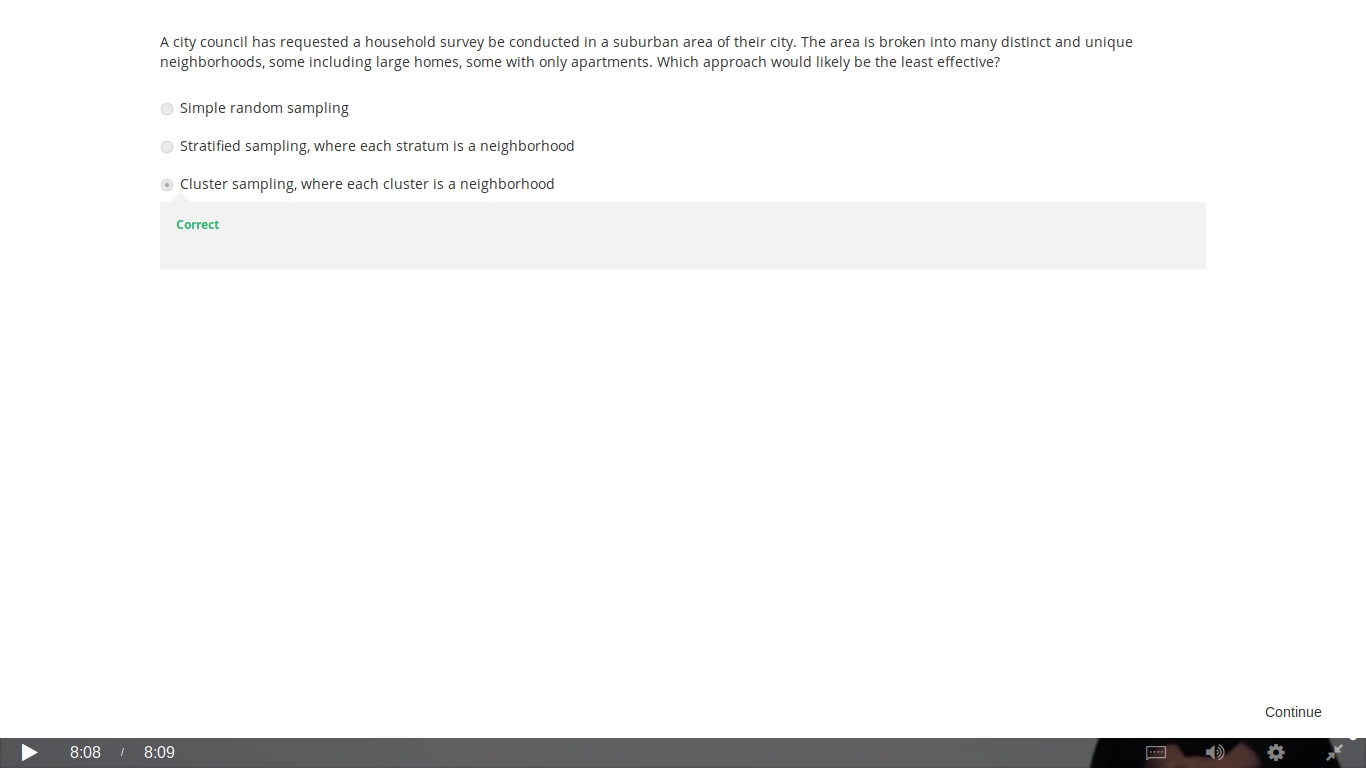 A city council has requested a household survey be conducted in a suburban area of their city. The area is broken into many distinct and unique
neighborhoods, some including large homes, some with only apartments. Which approach would likely be the least effective?
Simple random sampling
Stratified sampling, where each stratum is a neighborhood
Cluster sampling, where each cluster is a neighborhood
Correct
Continue
8:08 / 8:09